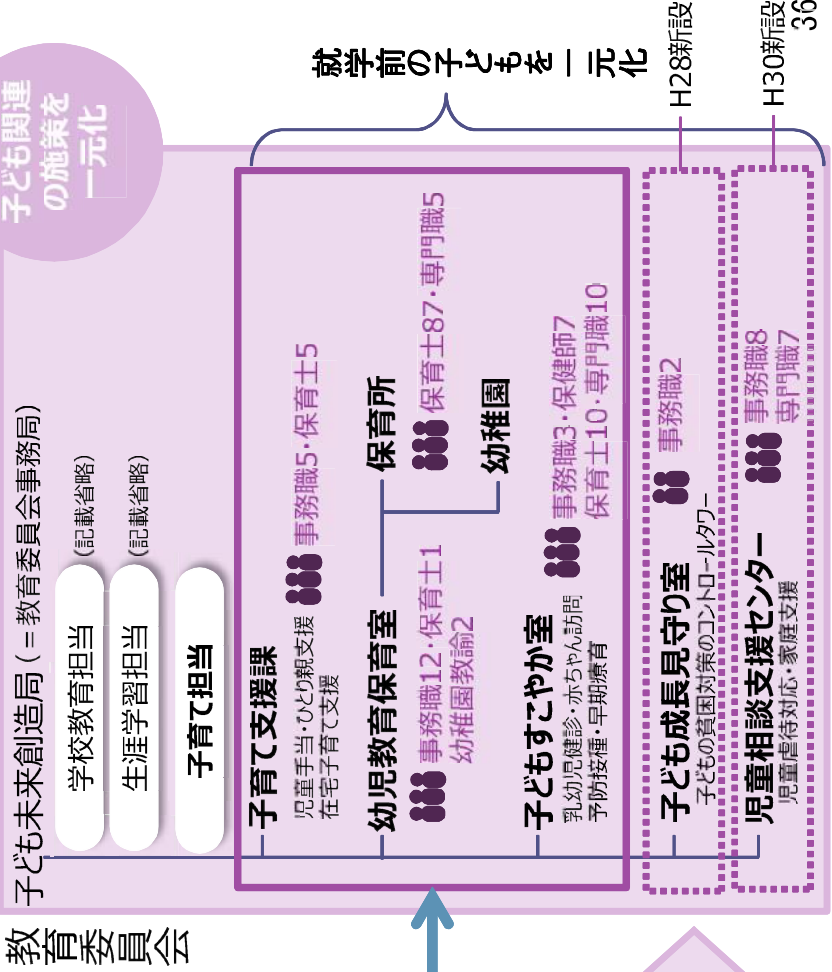 教育委員会
子ども未来創造局（＝教育委員会事務局）
子ども関連
の施策を
一元化
学校教育担当
（記載省略）
生涯学習担当
（記載省略）
子育て担当
子育て支援課
児童手当・ひとり親支援
在宅子育て支援
事務職5・保育士5
幼児教育保育室
事務職12・保育士1
幼稚園教諭2
保育所
保育士87・専門職5
幼稚園
子どもすこやか室
乳幼児健診・赤ちゃん訪問
予防接種・早期療育
事務職3・保健師7
保育士10・専門職10
子ども成長見守り室
子どもの貧困対策のコントロールタワー
事務職2
児童相談支援センター
児童虐待対応・家庭支援
事務職8
専門職7
就学前の子どもを一元化
H28新設
H30新設
36